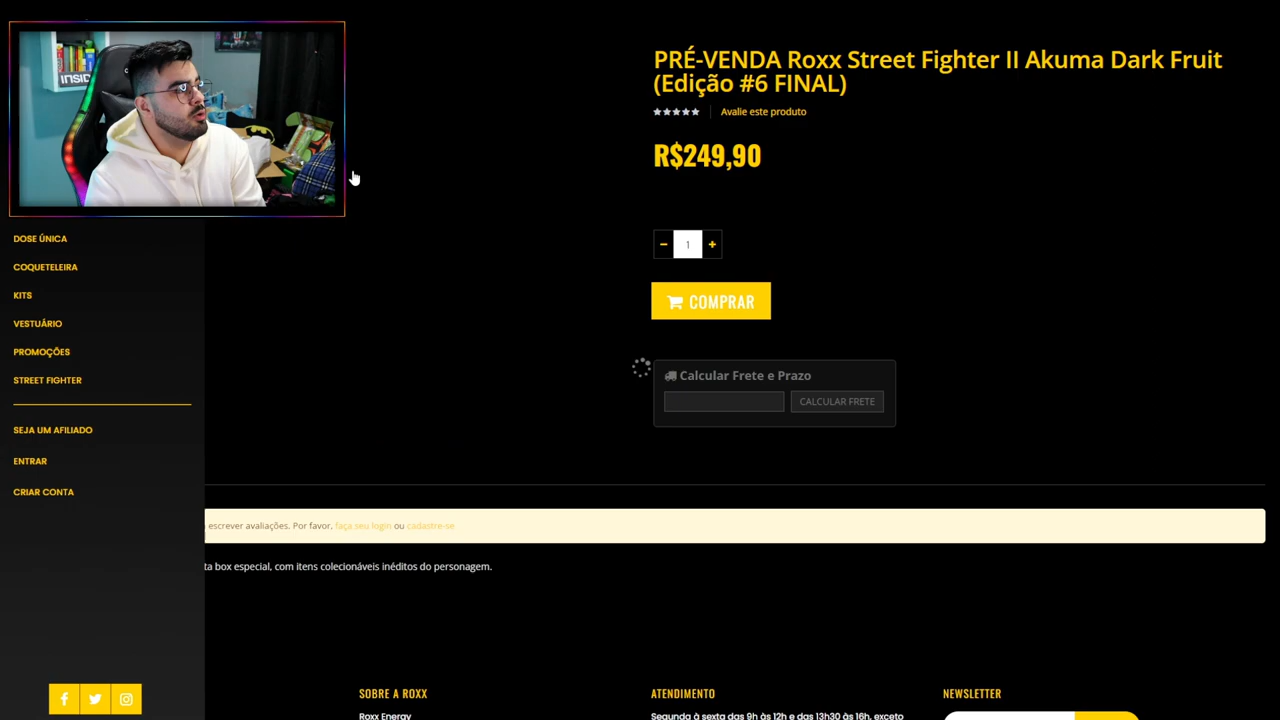 INSID
PRÉ-VENDA Roxx Street Fighter II Akuma Dark Fruit
(Edição #6 FINAL)
Avalie este produto
R$249,90
- 1 +
COMPRAR
Calcular Frete e Prazo
CALCULAR FRETE
DOSE ÚNICA
COQUETELEIRA
KITS
VESTUÁRIO
PROMOÇÕES
STREET FIGHTER
SEJA UM AFILIADO
ENTRAR
CRIAR CONTA
escrever avaliações. Por favor, faça seu login ou cadastre-se
ta box especial, com itens colecionáveis inéditos do personagem.
SOBRE A ROXX
Roxx Energy
ATENDIMENTO
Segunda à sexta das 9h às 12h e das 13h30 às 16h, exceto
NEWSLETTER